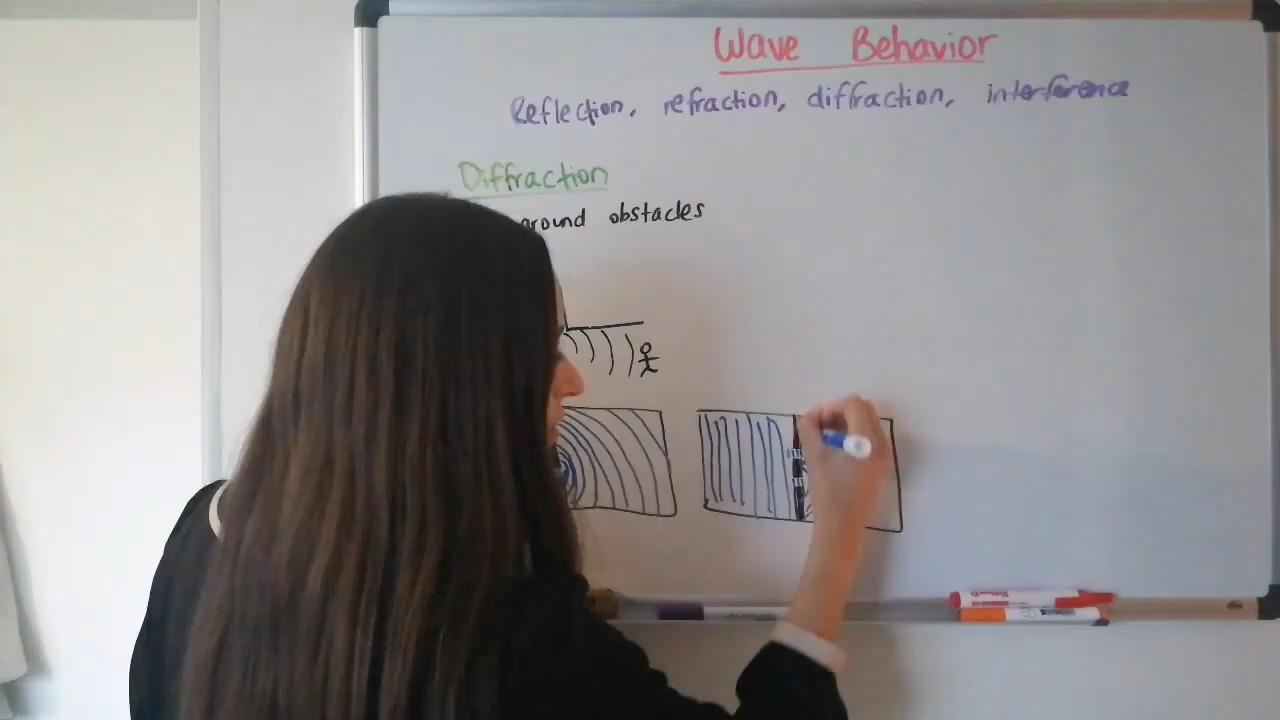 Wave Behavior
Reflection, refraction, diffraction, interference
Diffraction
around obstacles